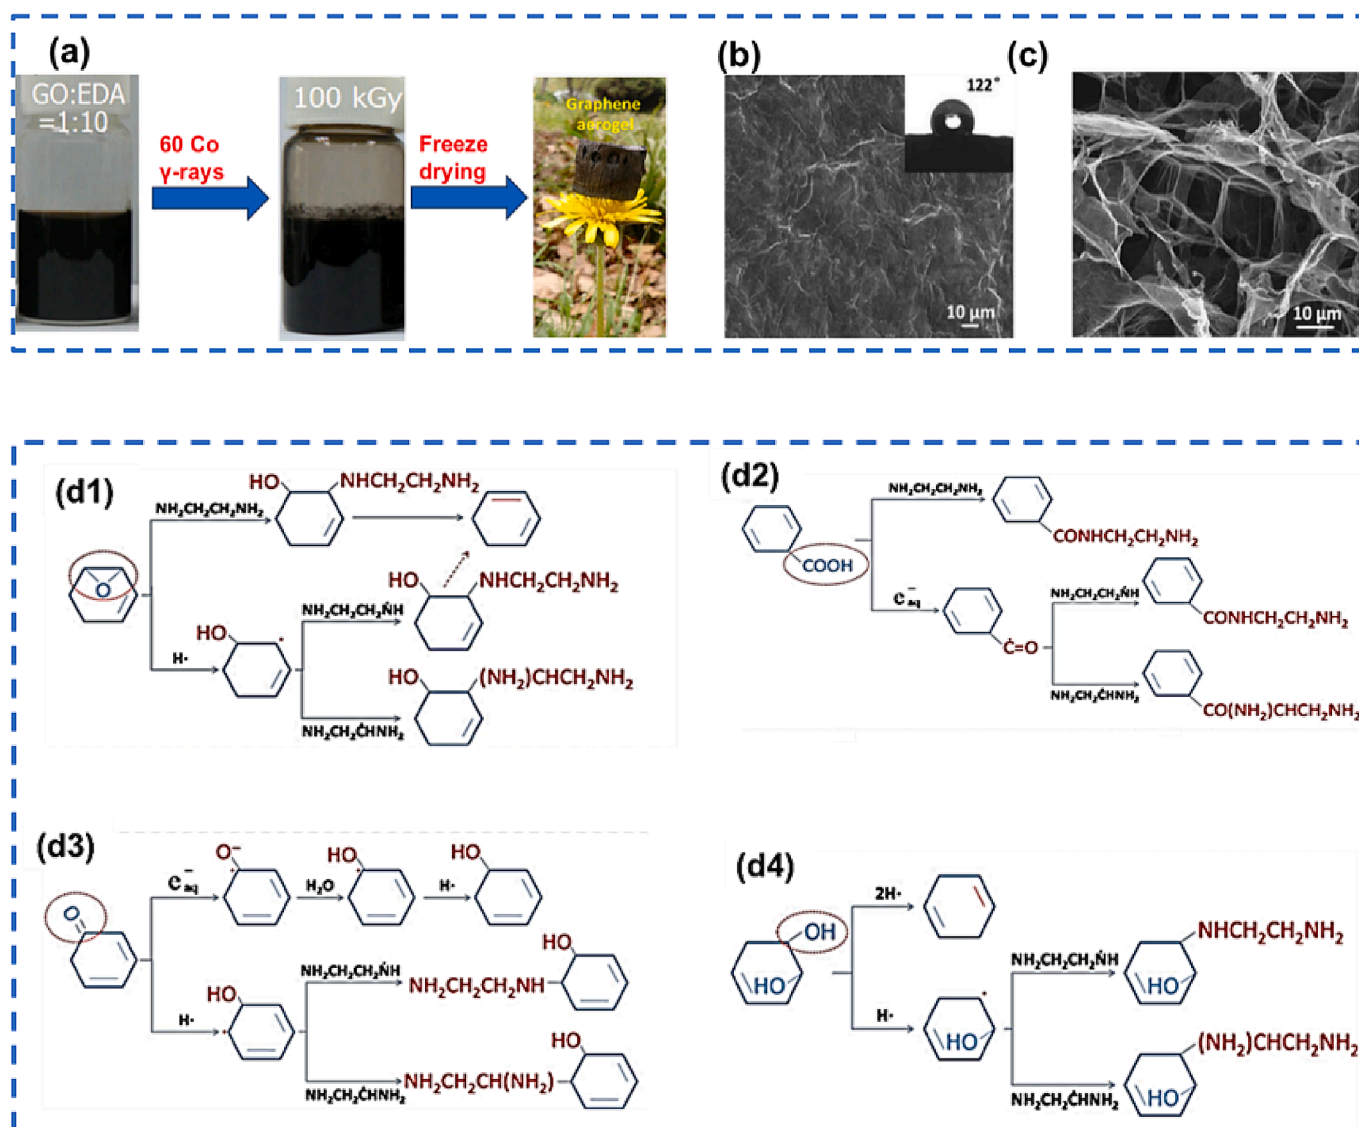 (a)
GO:EDA
=1:10
60 Co
γ-rays
100 kGy
Freeze
drying
Graphene
aerogel
(b)
122°
10 μm
(c)
10 μm
(d1)
O
NH₂CH₂CH₂NH₂
HO
NHCH₂CH₂NH₂
H·
HO
NH₂CH₂CH₂ṄH
HO
NHCH₂CH₂NH₂
NH₂CH₂ĊHNH₂
HO
(NH₂)CHCH₂NH₂
(d2)
COOH
NH₂CH₂CH₂NH₂
CONHCH₂CH₂NH₂
e⁻aq
Ċ=O
NH₂CH₂CH₂ṄH
CONHCH₂CH₂NH₂
NH₂CH₂ĊHNH₂
CO(NH₂)CHCH₂NH₂
(d3)
O
e⁻aq
O⁻
H₂O
HO
H·
HO
H·
HO
NH₂CH₂CH₂ṄH
HO
NH₂CH₂CH₂NH
NH₂CH₂ĊHNH₂
HO
NH₂CH₂CH(NH₂)
(d4)
OH
HO
2H·
H·
HO
NH₂CH₂CH₂ṄH
NHCH₂CH₂NH₂
HO
NH₂CH₂ĊHNH₂
(NH₂)CHCH₂NH₂
HO